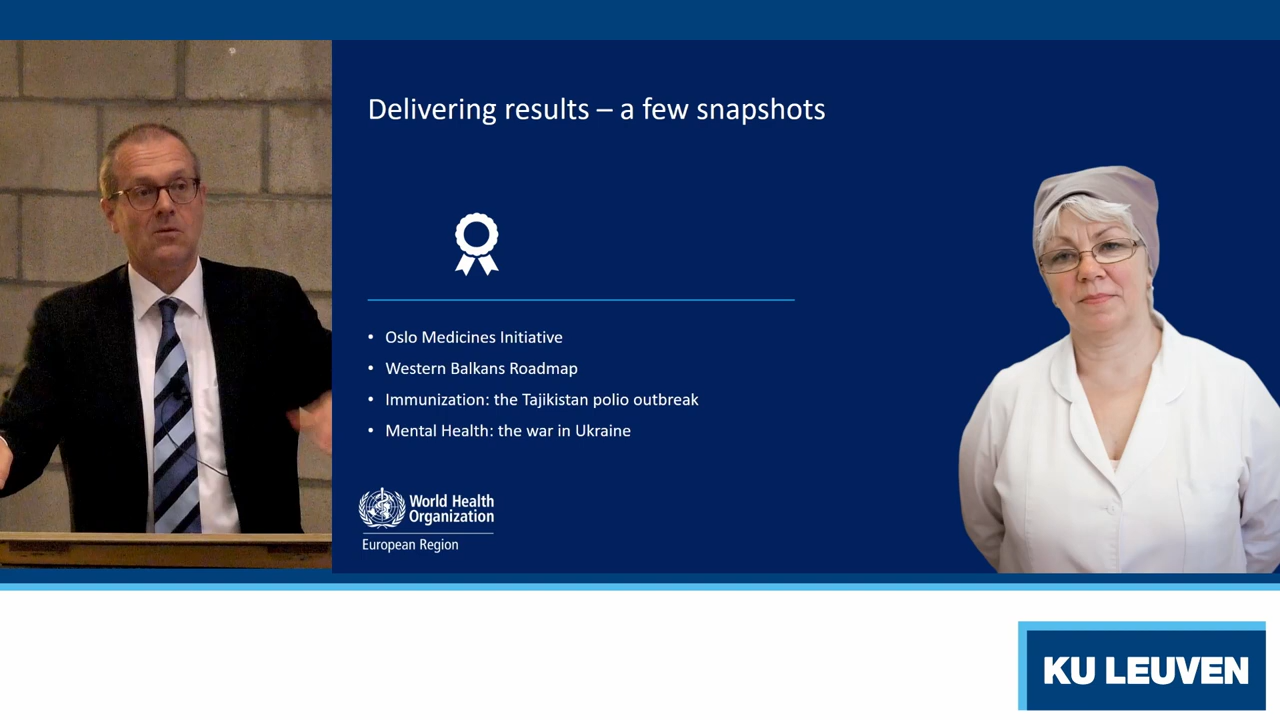 Delivering results – a few snapshots
• Oslo Medicines Initiative
• Western Balkans Roadmap
• Immunization: the Tajikistan polio outbreak
• Mental Health: the war in Ukraine
World Health
Organization
European Region
KU LEUVEN